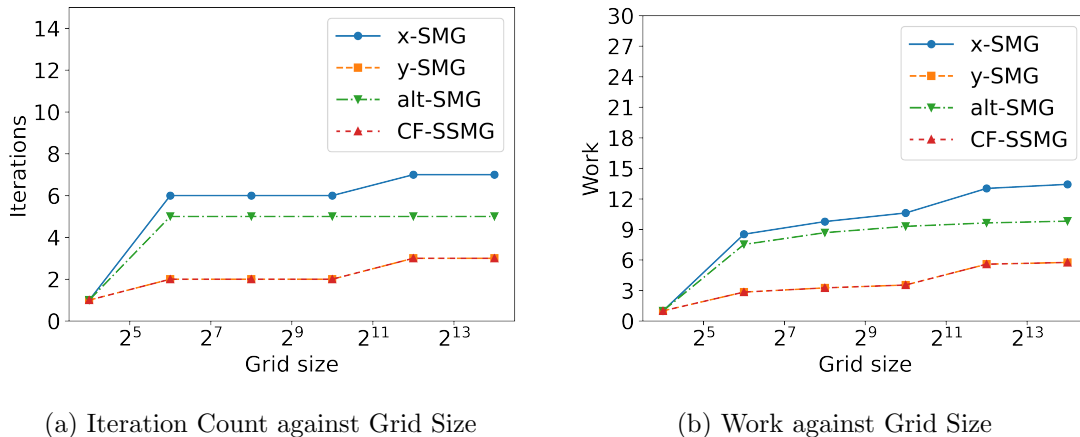 14
12
10
8
6
4
2
0
Iterations
x-SMG
y-SMG
alt-SMG
CF-SSMG
2^5 2^7 2^9 2^11 2^13
Grid size
(a) Iteration Count against Grid Size
30
27
24
21
18
15
12
9
6
3
0
Work
x-SMG
y-SMG
alt-SMG
CF-SSMG
2^5 2^7 2^9 2^11 2^13
Grid size
(b) Work against Grid Size